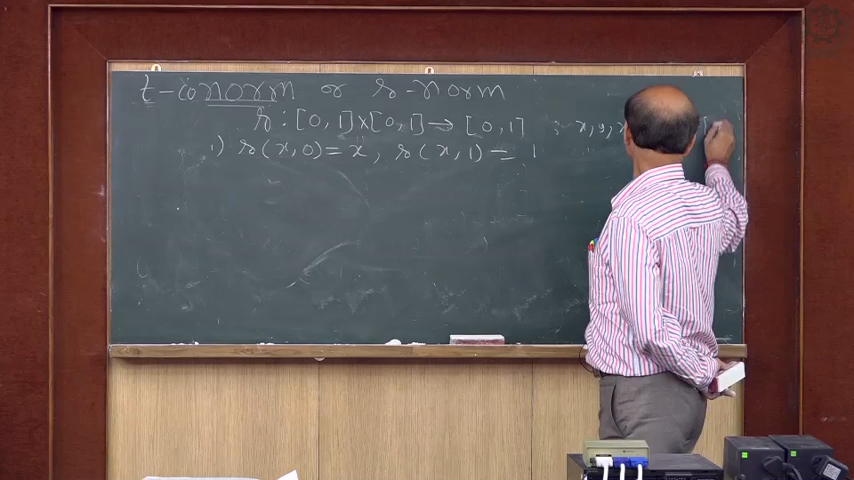 t-conorm or s-norm
s : [0, 1]x[0, 1] → [0, 1] ; x, y, [
1) s(x, 0) = x, s(x, 1) = 1